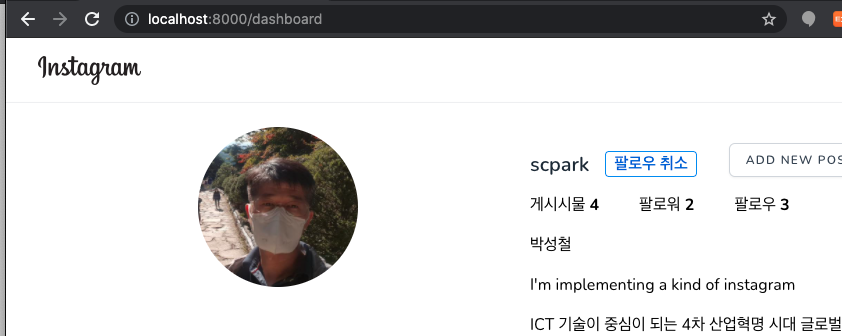 localhost:8000/dashboard
Instagram
scpark 팔로우 취소 ADD NEW POS
게시시물 4 팔로워 2 팔로우 3
박성철
I'm implementing a kind of instagram
ICT 기술이 중심이 되는 4차 산업혁명 시대 글로벌